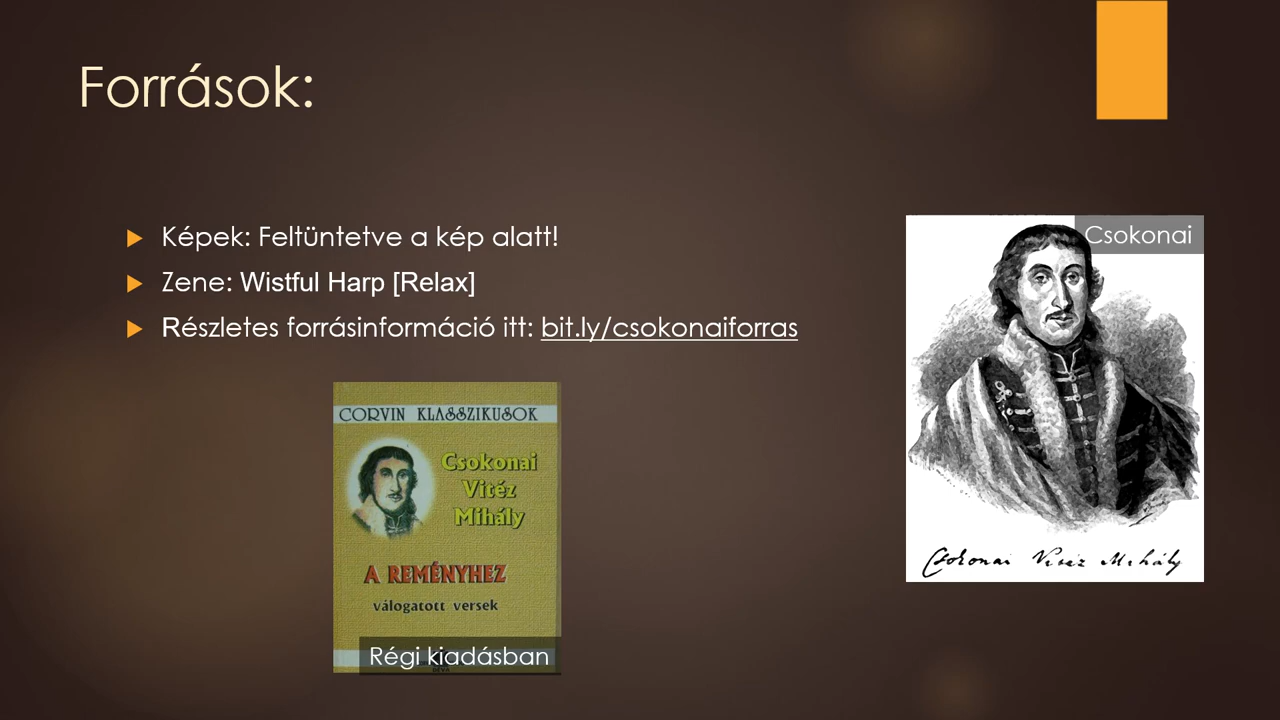 Források:
Képek: Feltüntetve a kép alatt!
Zene: Wistful Harp [Relax]
Részletes forrásinformáció itt: bit.ly/csokonaiforras
Csokonai
Csokonai Vitéz Mihály
CORVIN KLASSZIKUSOK
Csokonai
Vitéz
Mihály
A REMÉNYHEZ
válogatott versek
Régi kiadásban